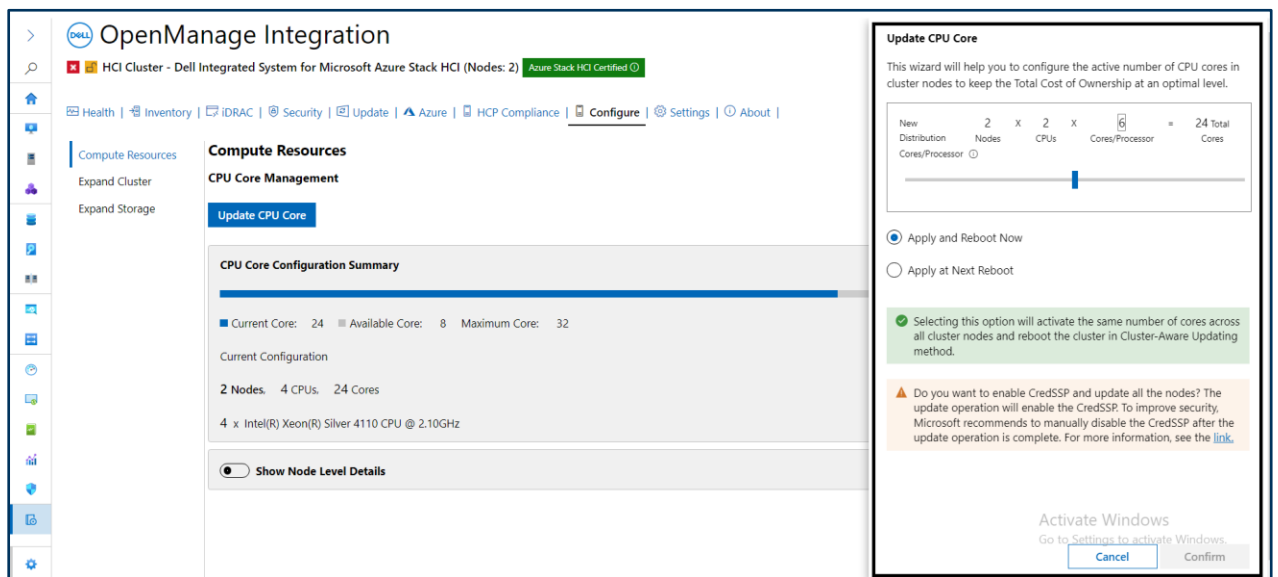 DELL
OpenManage Integration
HCI Cluster - Dell Integrated System for Microsoft Azure Stack HCI (Nodes: 2) Azure Stack HCI Certified
Health | Inventory | iDRAC | Security | Update | Azure | HCP Compliance | Configure | Settings | About |
Compute Resources
Expand Cluster
Expand Storage
Compute Resources
CPU Core Management
Update CPU Core
CPU Core Configuration Summary
Current Core: 24 Available Core: 8 Maximum Core: 32
Current Configuration
2 Nodes, 4 CPUs, 24 Cores
4 x Intel(R) Xeon(R) Silver 4110 CPU @ 2.10GHz
Show Node Level Details
Update CPU Core
This wizard will help you to configure the active number of CPU cores in
cluster nodes to keep the Total Cost of Ownership at an optimal level.
New 2 x 2 x 6 = 24 Total
Distribution Nodes CPUs Cores/Processor Cores
Cores/Processor
Apply and Reboot Now
Apply at Next Reboot
Selecting this option will activate the same number of cores across
all cluster nodes and reboot the cluster in Cluster-Aware Updating
method.
Do you want to enable CredSSP and update all the nodes? The
update operation will enable the CredSSP. To improve security,
Microsoft recommends to manually disable the CredSSP after the
update operation is complete. For more information, see the link.
Activate Windows
Go to Settings to activate Windows.
Cancel Confirm